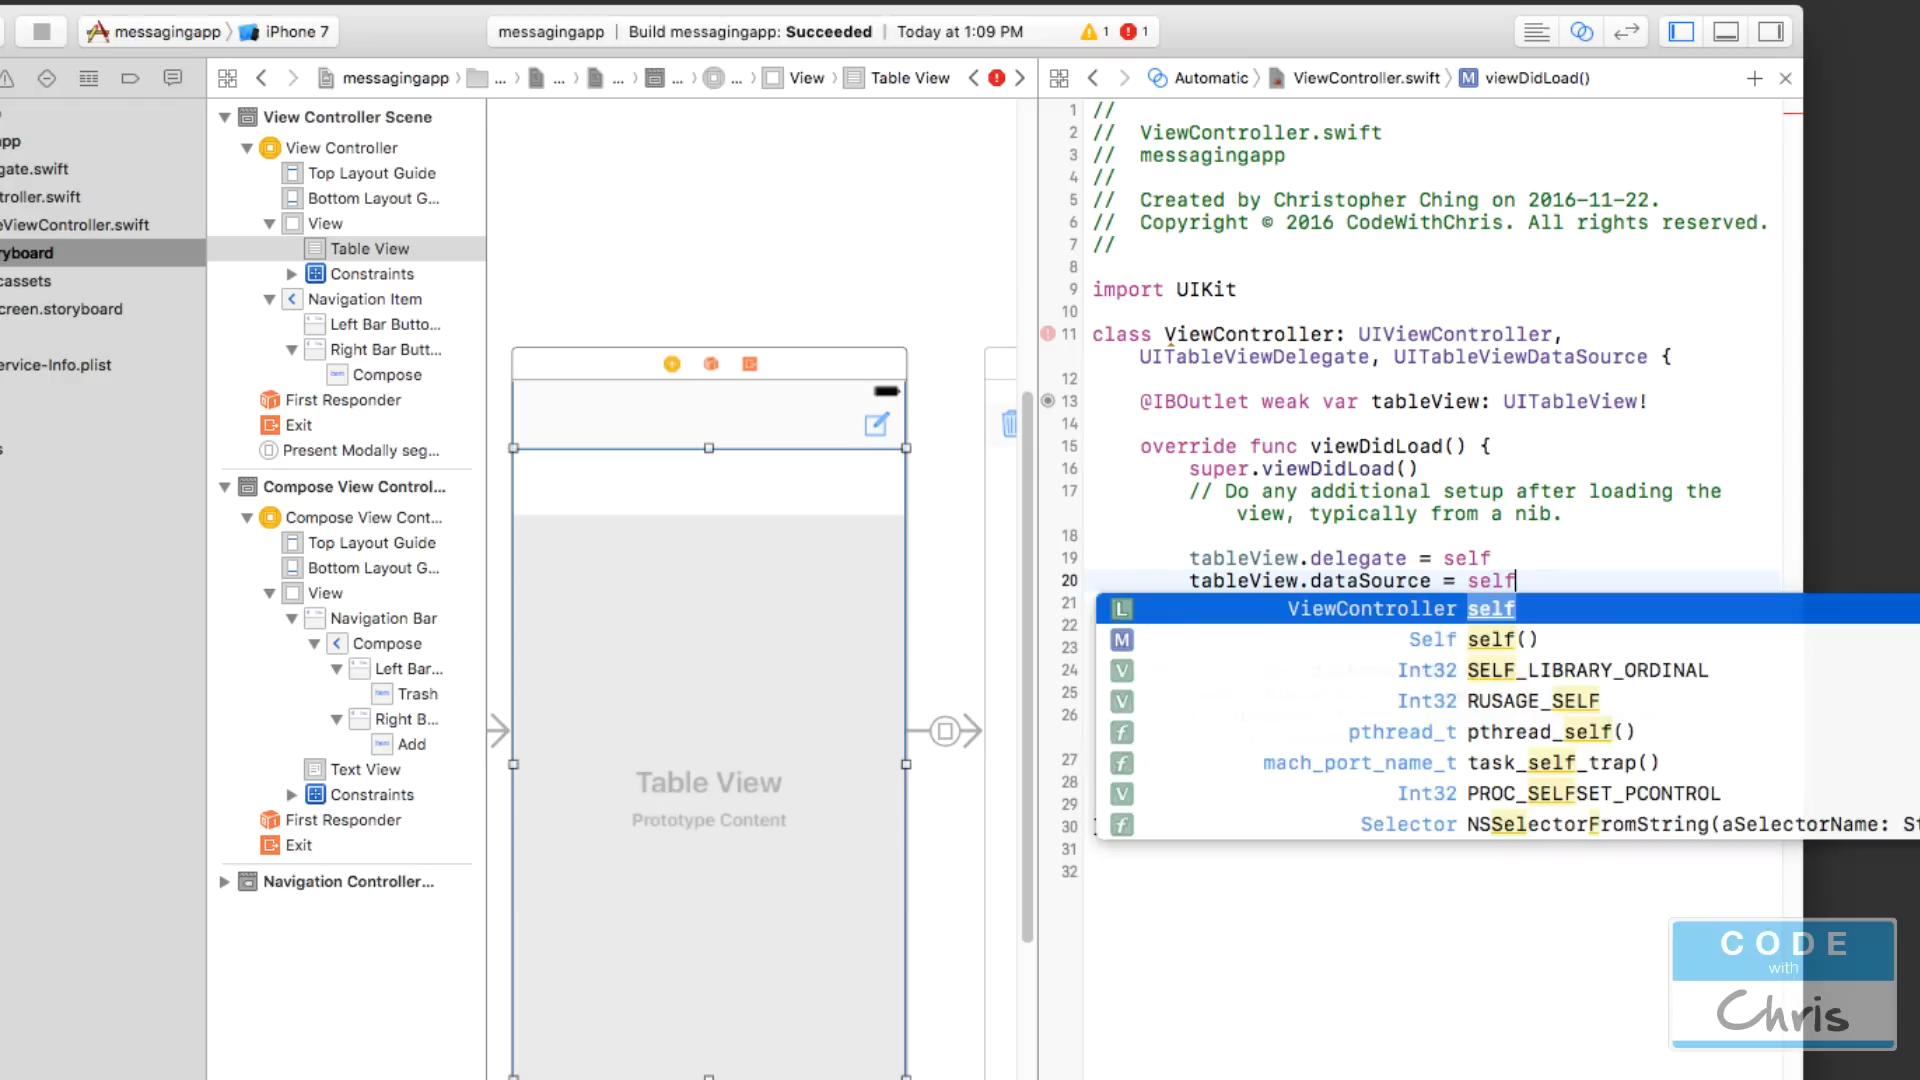 messagingapp iPhone 7
messagingapp | Build messagingapp: Succeeded | Today at 1:09 PM 1 1
messagingapp ... ... ... ... ... View Table View
Automatic ViewController.swift M viewDidLoad()
pp
gate.swift
troller.swift
eViewController.swift
ryboard
cassets
creen.storyboard
ervice-Info.plist
s
View Controller Scene
View Controller
Top Layout Guide
Bottom Layout G...
View
Table View
Constraints
Navigation Item
Left Bar Butto...
Right Bar Butt...
Compose
First Responder
Exit
Present Modally seg...
Compose View Control...
Compose View Cont...
Top Layout Guide
Bottom Layout G...
View
Navigation Bar
Compose
Left Bar...
Trash
Right B...
Add
Text View
Constraints
First Responder
Exit
Navigation Controller...
Table View
Prototype Content
1 //
2 //  ViewController.swift
3 //  messagingapp
4 //
5 //  Created by Christopher Ching on 2016-11-22.
6 //  Copyright © 2016 CodeWithChris. All rights reserved.
7 //
8
9 import UIKit
10
11 class ViewController: UIViewController,
UITableViewDelegate, UITableViewDataSource {
12
13 @IBOutlet weak var tableView: UITableView!
14
15 override func viewDidLoad() {
16 super.viewDidLoad()
17 // Do any additional setup after loading the
view, typically from a nib.
18
19 tableView.delegate = self
20 tableView.dataSource = self
21
22
23
24
25
26
27
28
29
30
31
32
L ViewController self
M Self self()
V Int32 SELF_LIBRARY_ORDINAL
V Int32 RUSAGE_SELF
f pthread_t pthread_self()
f mach_port_name_t task_self_trap()
V Int32 PROC_SELFSET_PCONTROL
f Selector NSSelectorFromString(aSelectorName: St
CODE
with
Chris